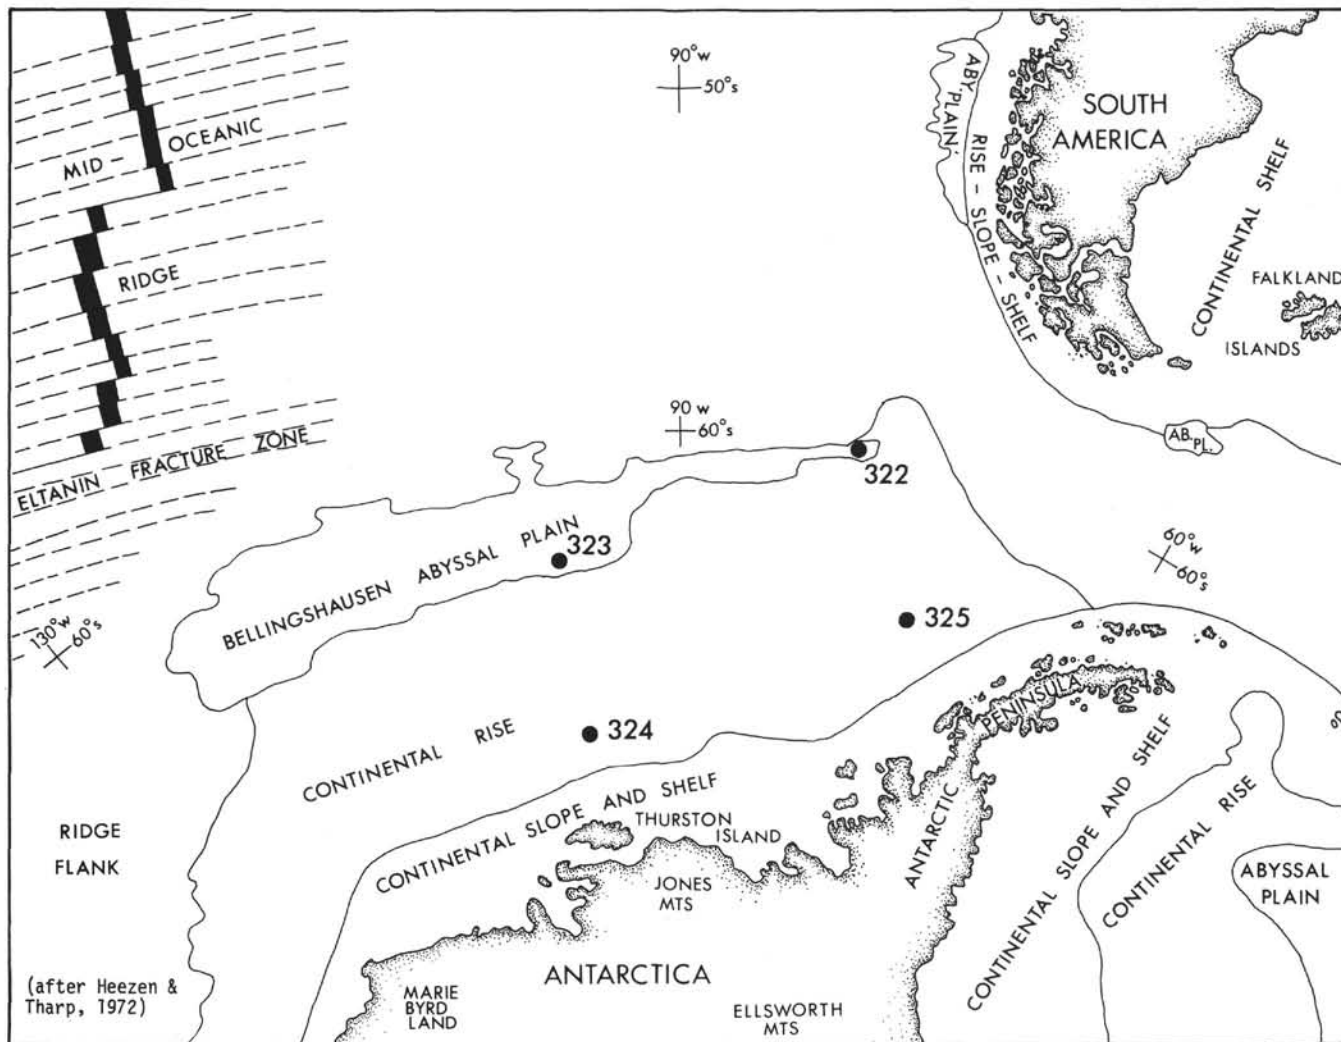 MID -
OCEANIC
RIDGE
ELTANIN FRACTURE ZONE
130°w
60°s
90°w
50°s
ABY. PLAIN
RISE - SLOPE - SHELF
SOUTH
AMERICA
CONTINENTAL SHELF
FALKLAND
ISLANDS
90 w
60°s
AB. PL.
322
323
BELLINGSHAUSEN ABYSSAL PLAIN
60°w
60°s
325
324
CONTINENTAL RISE
CONTINENTAL SLOPE AND SHELF
THURSTON
ISLAND
JONES
MTS
ANTARCTIC
PENINSULA
CONTINENTAL SLOPE AND SHELF
CONTINENTAL RISE
ABYSSAL
PLAIN
RIDGE
FLANK
ANTARCTICA
MARIE
BYRD
LAND
ELLSWORTH
MTS
(after Heezen &
Tharp, 1972)